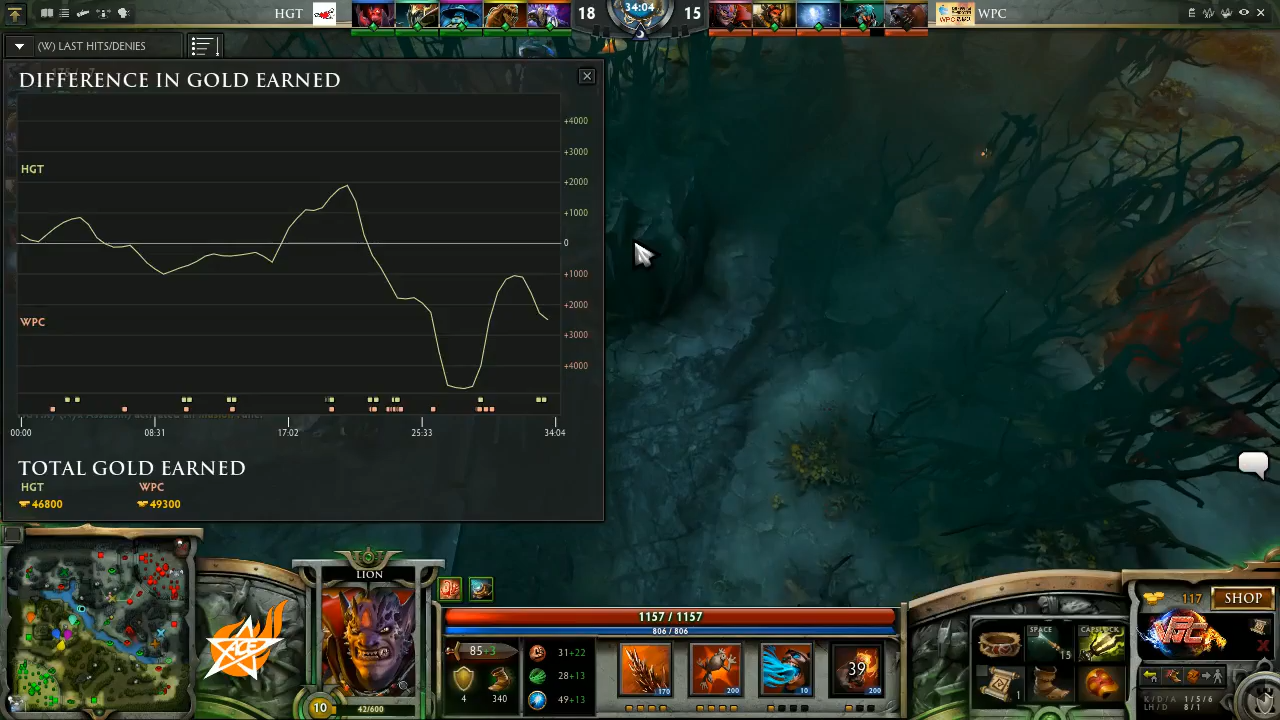 HGT 18 34:04 15 WPC
(W) LAST HITS/DENIES
DIFFERENCE IN GOLD EARNED
+4000
+3000
HGT
+2000
+1000
0
+1000
+2000
WPC
+3000
+4000
00:00 08:31 17:02 25:33 34:04
TOTAL GOLD EARNED
HGT WPC
46800 49300
LION
1157 / 1157
806 / 806
85+3
4 340
31+22
28+13
49+13
170 200 10 39 200
10 42/600
SPACE CAPSLOCK
15
1
117 SHOP
K/D/A 1/5/6
LH/D 8/1